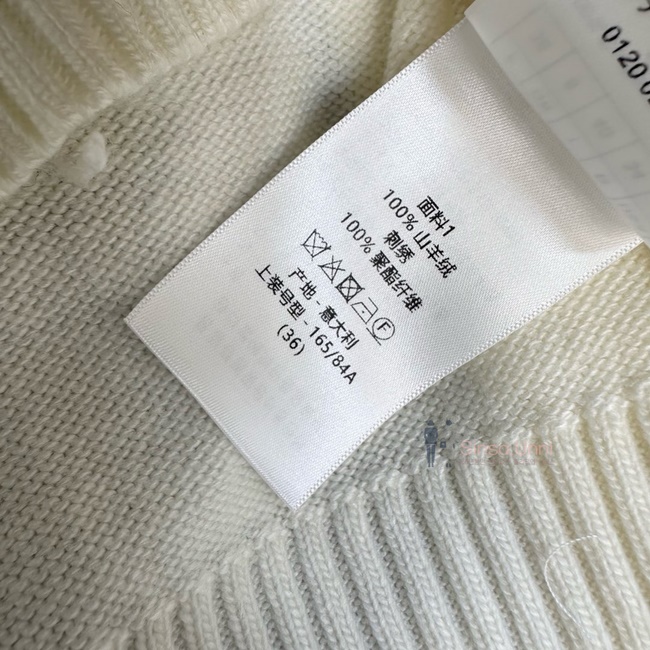 面料1
100% 山羊绒
刺绣
100% 聚酯纤维
F
产地 - 意大利
上装号型 - 165/84A
(36)
0120